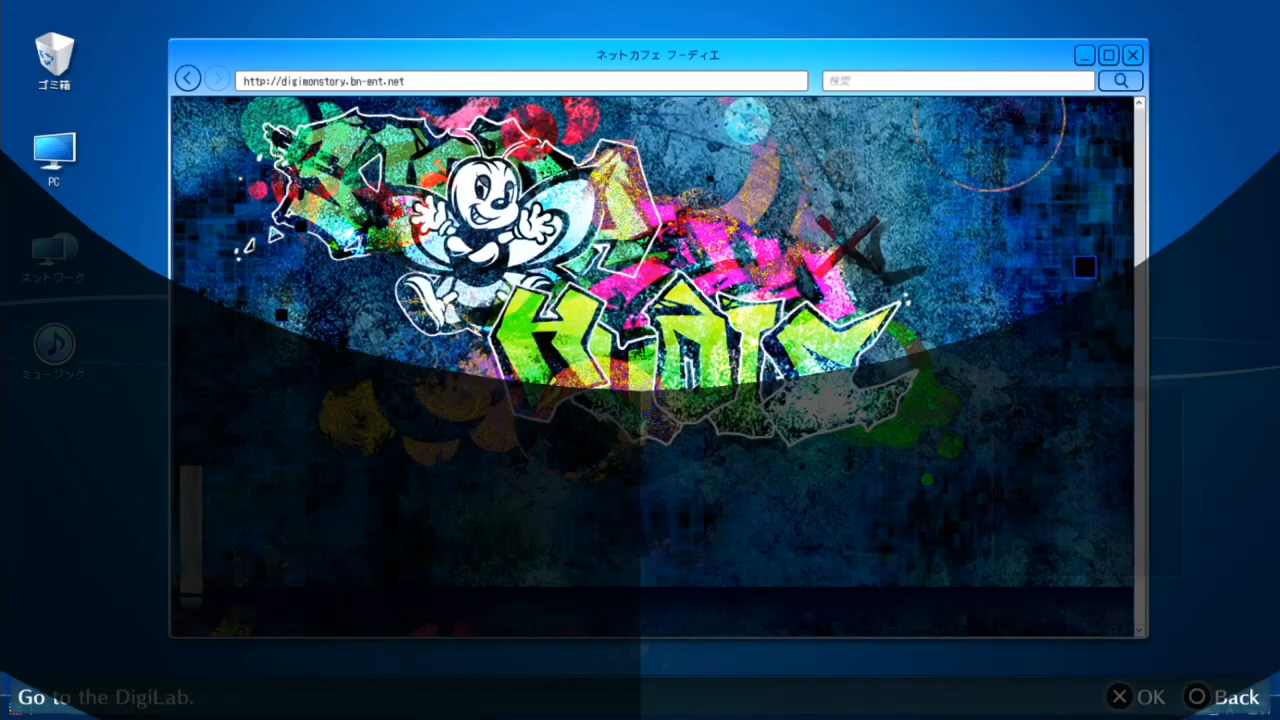 ネットカフェ フーディエ
http://digimonstory.bn-ent.net
検索
ゴミ箱
PC
ネットワーク
ミュージック
Go to the DigiLab.
OK
Back